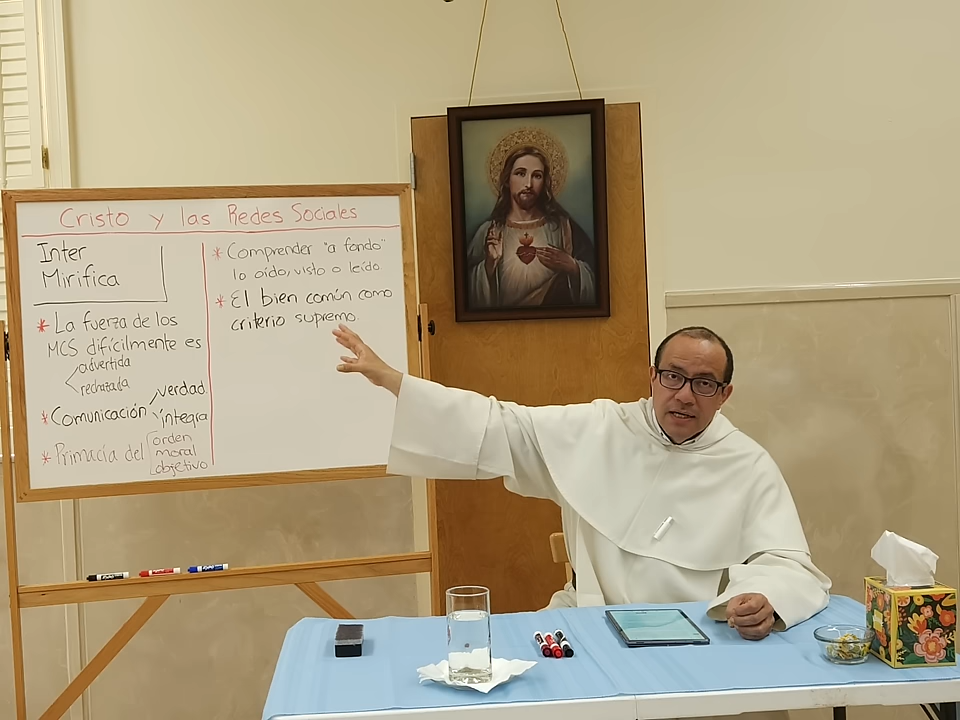 Cristo y las Redes Sociales
Inter
Mirifica
* La fuerza de los
MCS difícilmente es
advertida
rechazada
* Comunicación verdad.
íntegra
* Primacía del orden
moral
objetivo
* Comprender "a fondo"
lo oído, visto o leído.
* El bien común como
criterio supremo.